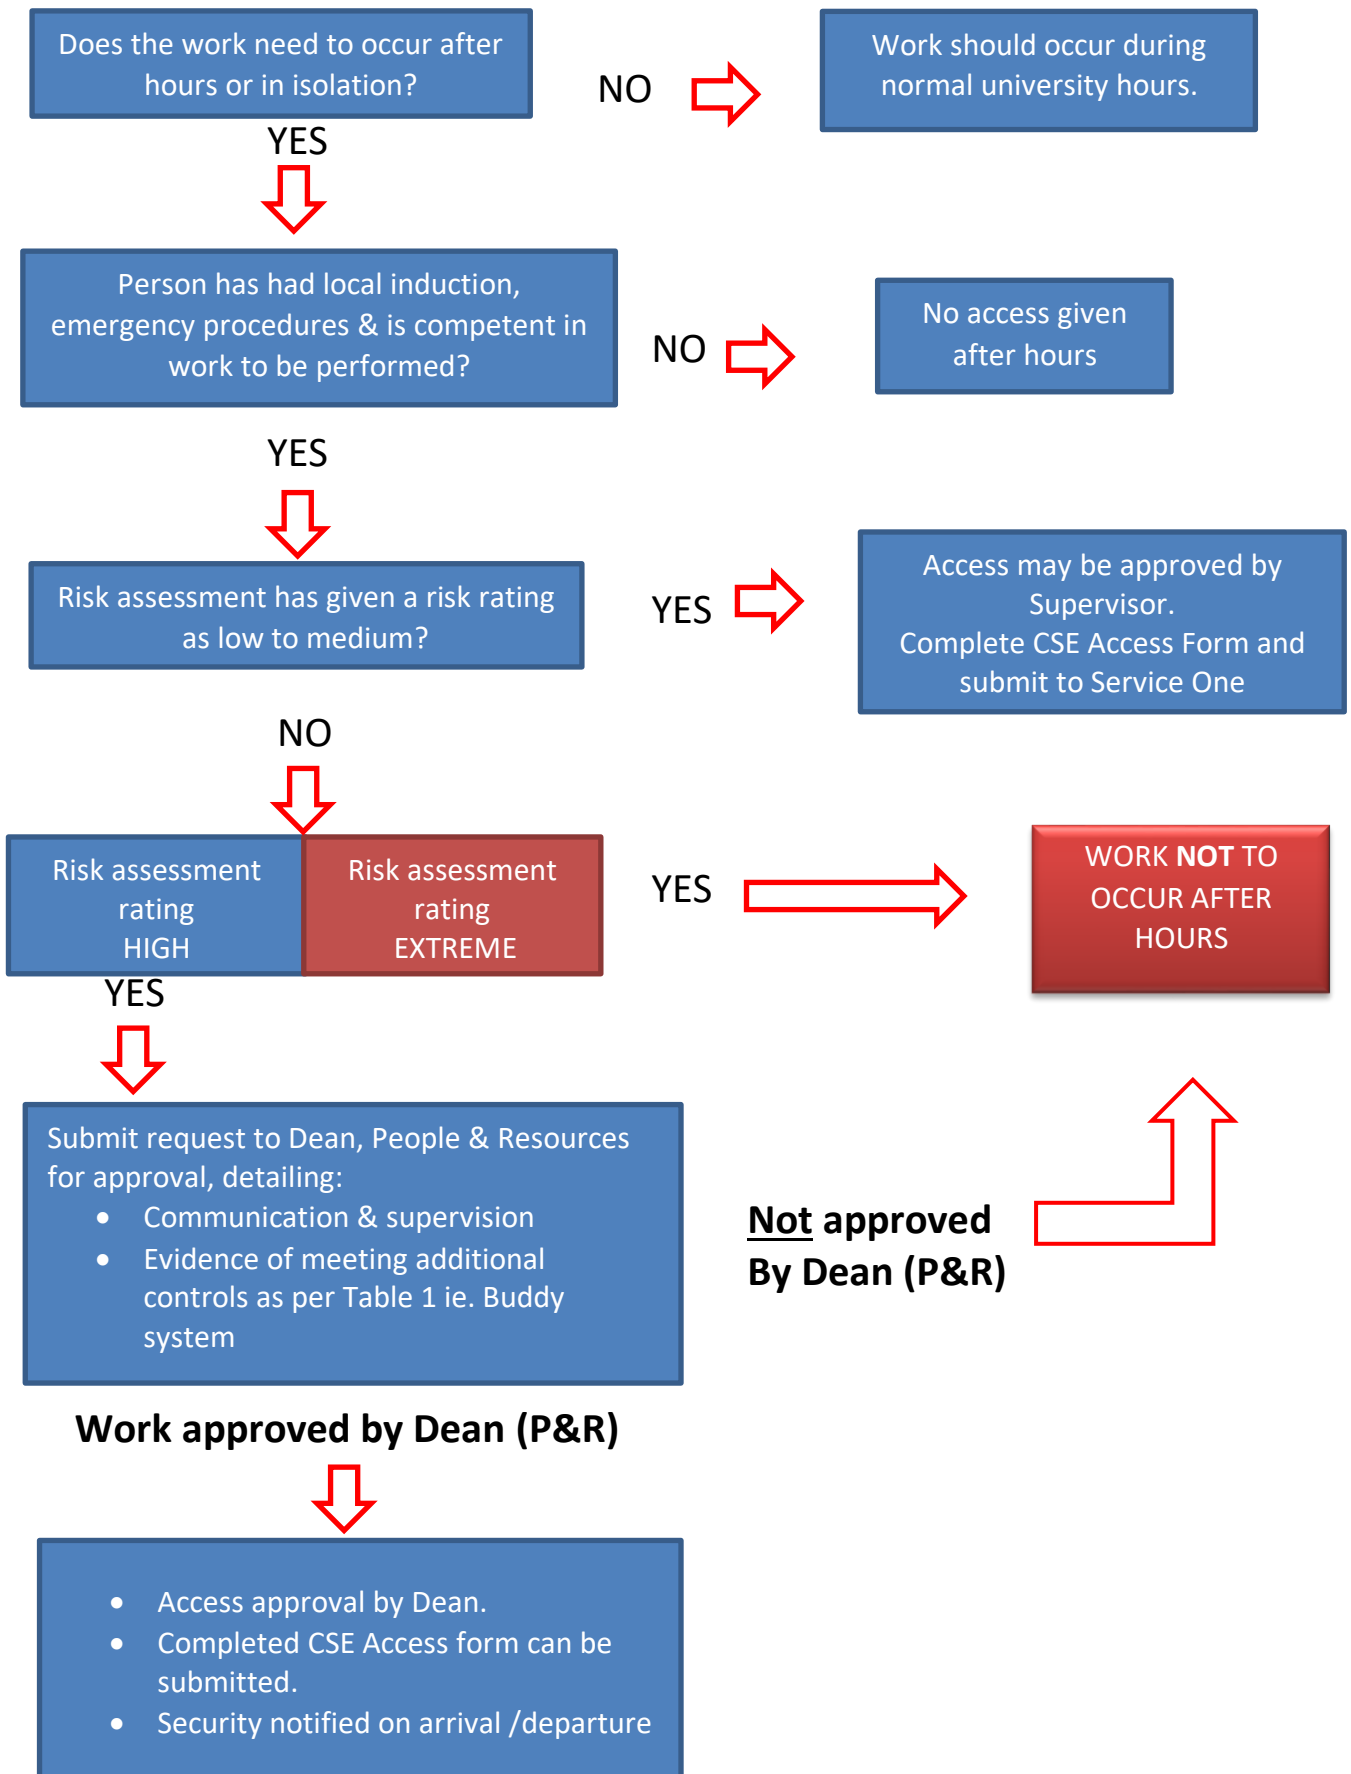 Does the work need to occur after
hours or in isolation?
NO
Work should occur during
normal university hours.
YES
Person has had local induction,
emergency procedures & is competent in
work to be performed?
NO
No access given
after hours
YES
Risk assessment has given a risk rating
as low to medium?
YES
Access may be approved by
Supervisor.
Complete CSE Access Form and
submit to Service One
NO
Risk assessment
rating
HIGH
Risk assessment
rating
EXTREME
YES
WORK NOT TO
OCCUR AFTER
HOURS
YES
Submit request to Dean, People & Resources
for approval, detailing:
• Communication & supervision
• Evidence of meeting additional
controls as per Table 1 ie. Buddy
system
Not approved
By Dean (P&R)
Work approved by Dean (P&R)
• Access approval by Dean.
• Completed CSE Access form can be
submitted.
• Security notified on arrival /departure